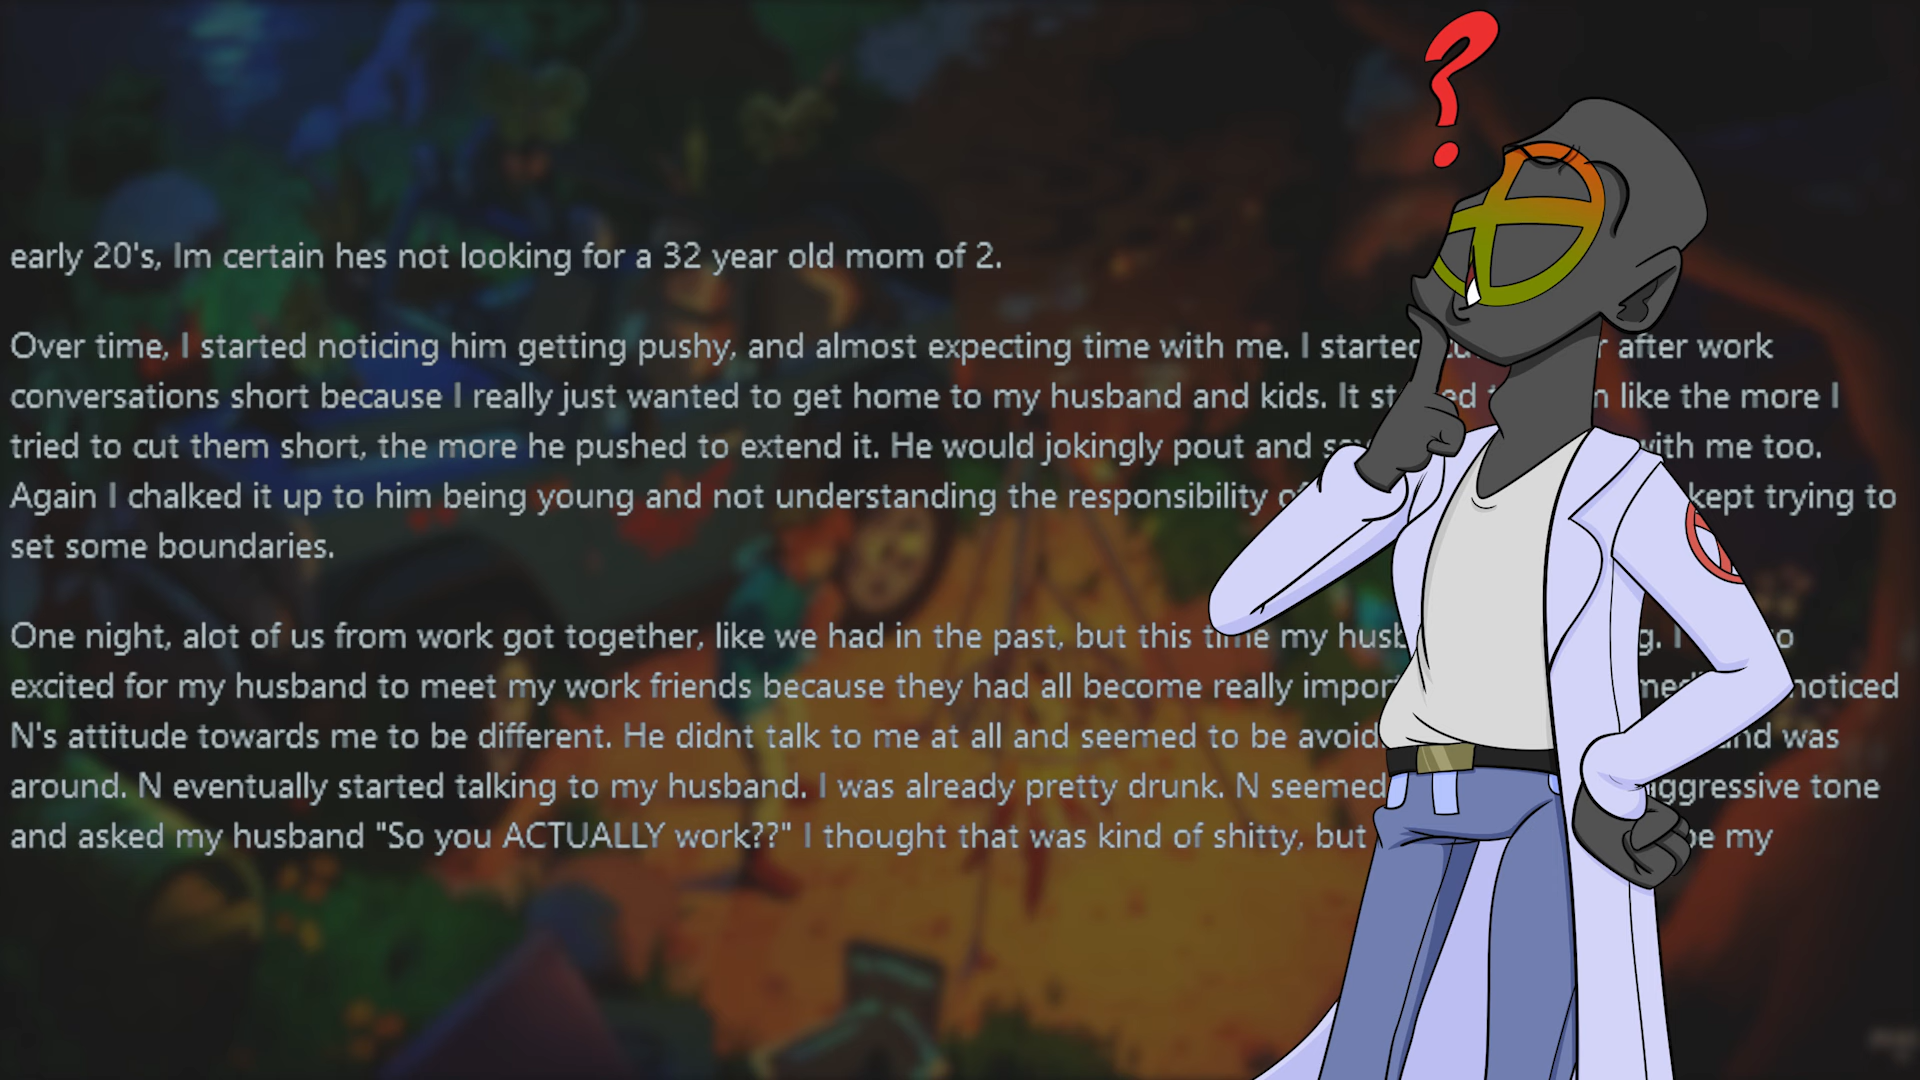 early 20's, Im certain hes not looking for a 32 year old mom of 2.
Over time, I started noticing him getting pushy, and almost expecting time with me. I started after work
conversations short because I really just wanted to get home to my husband and kids. It like the more I
tried to cut them short, the more he pushed to extend it. He would jokingly pout and with me too.
Again I chalked it up to him being young and not understanding the responsibility kept trying to
set some boundaries.
One night, alot of us from work got together, like we had in the past, but this time my
excited for my husband to meet my work friends because they had all become really noticed
N's attitude towards me to be different. He didnt talk to me at all and seemed to be was
around. N eventually started talking to my husband. I was already pretty drunk. N seemed aggressive tone
and asked my husband "So you ACTUALLY work??" I thought that was kind of shitty, but my
?